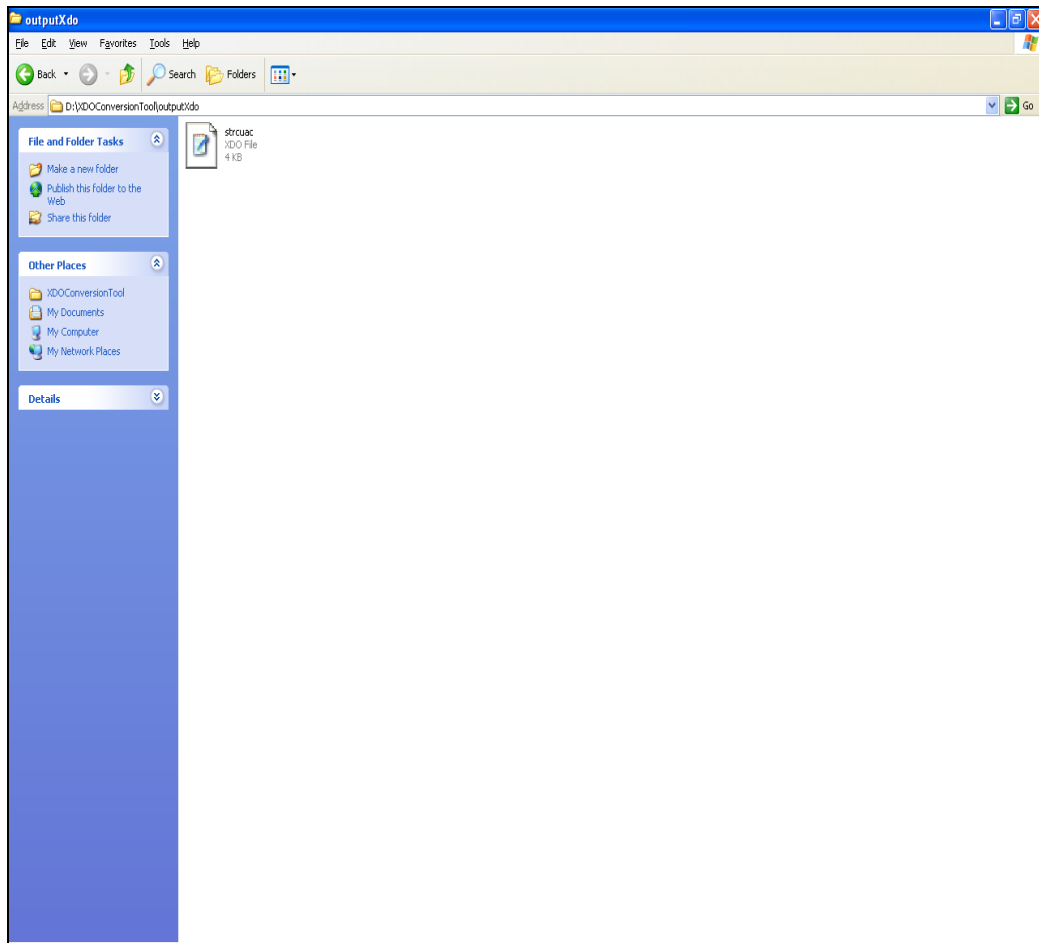 outputXdo
File Edit View Favorites Tools Help
Back Search Folders
Address D:\XDOConversionTool\outputXdo Go
File and Folder Tasks
Make a new folder
Publish this folder to the
Web
Share this folder
Other Places
XDOConversionTool
My Documents
My Computer
My Network Places
Details
strcuac
XDO File
4 KB